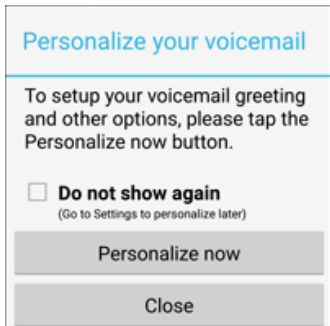 Personalize your voicemail
To setup your voicemail greeting
and other options, please tap the
Personalize now button.
Do not show again
(Go to Settings to personalize later)
Personalize now
Close